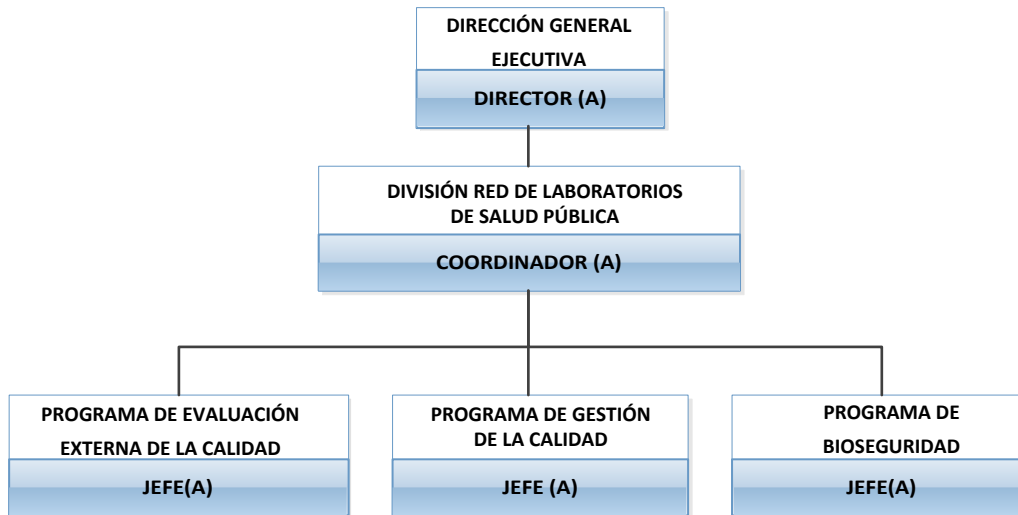 DIRECCIÓN GENERAL
EJECUTIVA
DIRECTOR (A)
DIVISIÓN RED DE LABORATORIOS
DE SALUD PÚBLICA
COORDINADOR (A)
PROGRAMA DE EVALUACIÓN
EXTERNA DE LA CALIDAD
JEFE(A)
PROGRAMA DE GESTIÓN
DE LA CALIDAD
JEFE (A)
PROGRAMA DE
BIOSEGURIDAD
JEFE(A)